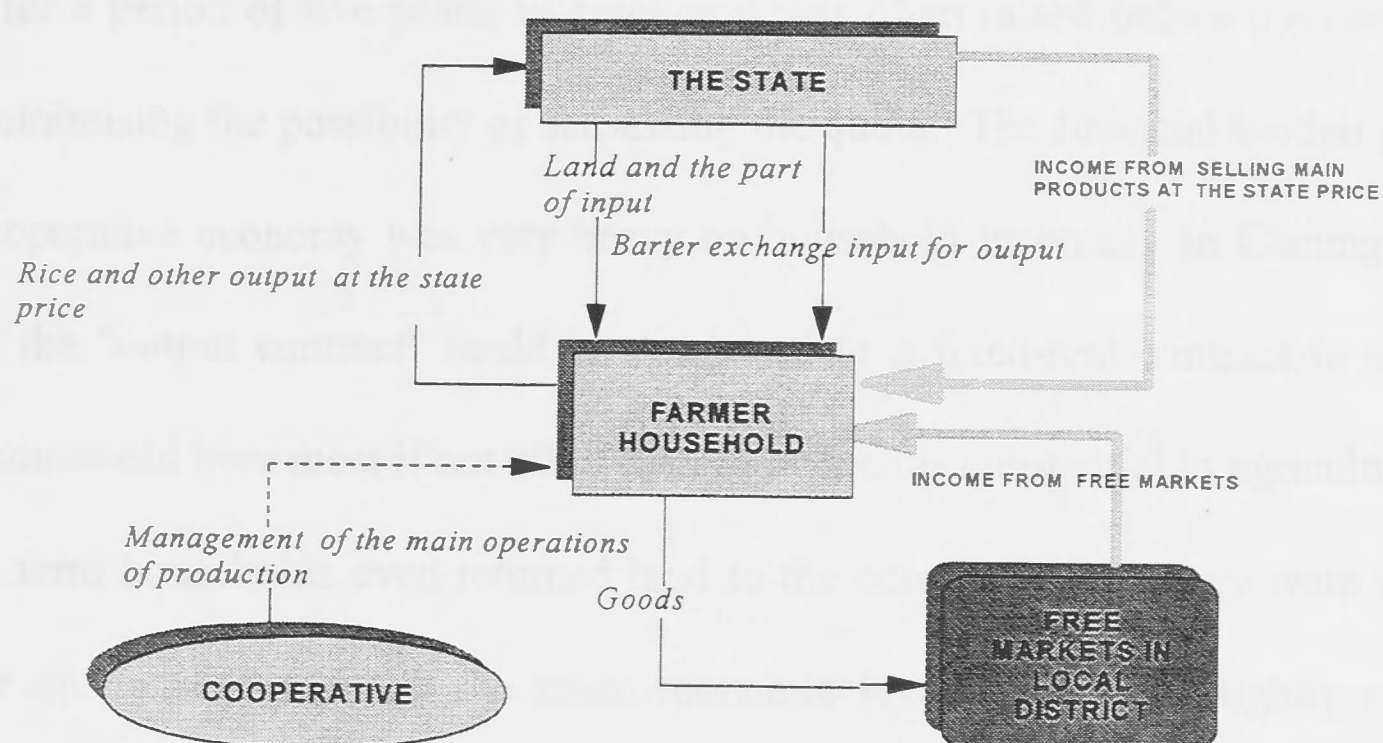 THE STATE
Land and the part
of input
INCOME FROM SELLING MAIN
PRODUCTS AT THE STATE PRICE
Barter exchange input for output
Rice and other output at the state
price
FARMER
HOUSEHOLD
INCOME FROM FREE MARKETS
Management of the main operations
of production
Goods
COOPERATIVE
FREE
MARKETS IN
LOCAL
DISTRICT